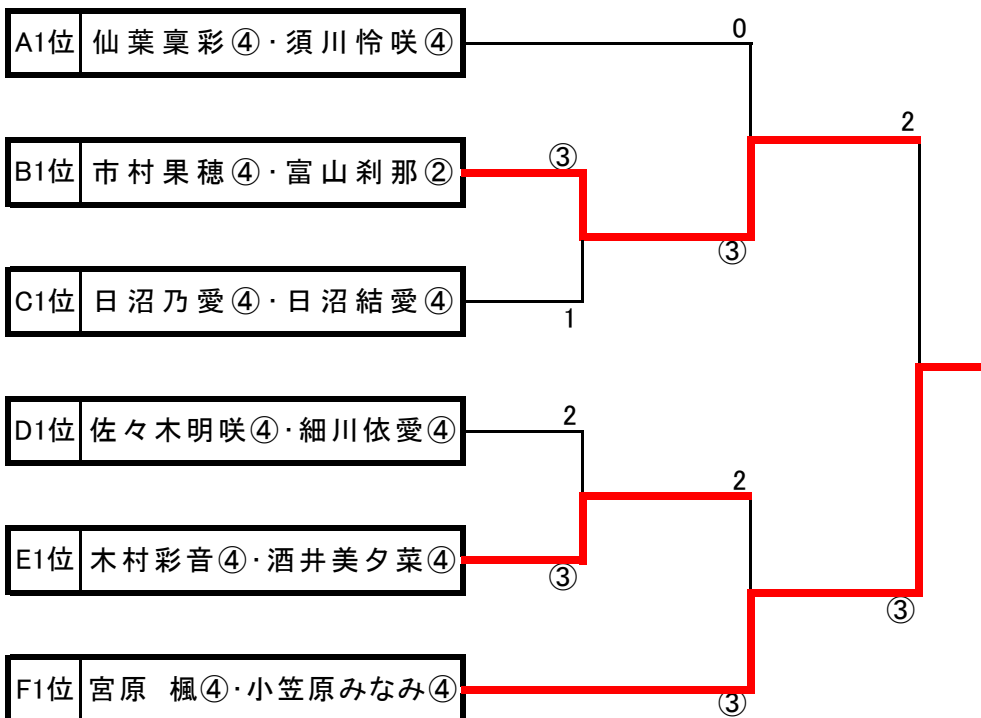 0
A1位 仙葉稟彩④・須川怜咲④
2
③
B1位 市村果穂④・富山刹那②
③
C1位 日沼乃愛④・日沼結愛④
1
2
D1位 佐々木明咲④・細川依愛④
2
E1位 木村彩音④・酒井美夕菜④
③
③
F1位 宮原 楓④・小笠原みなみ④
③